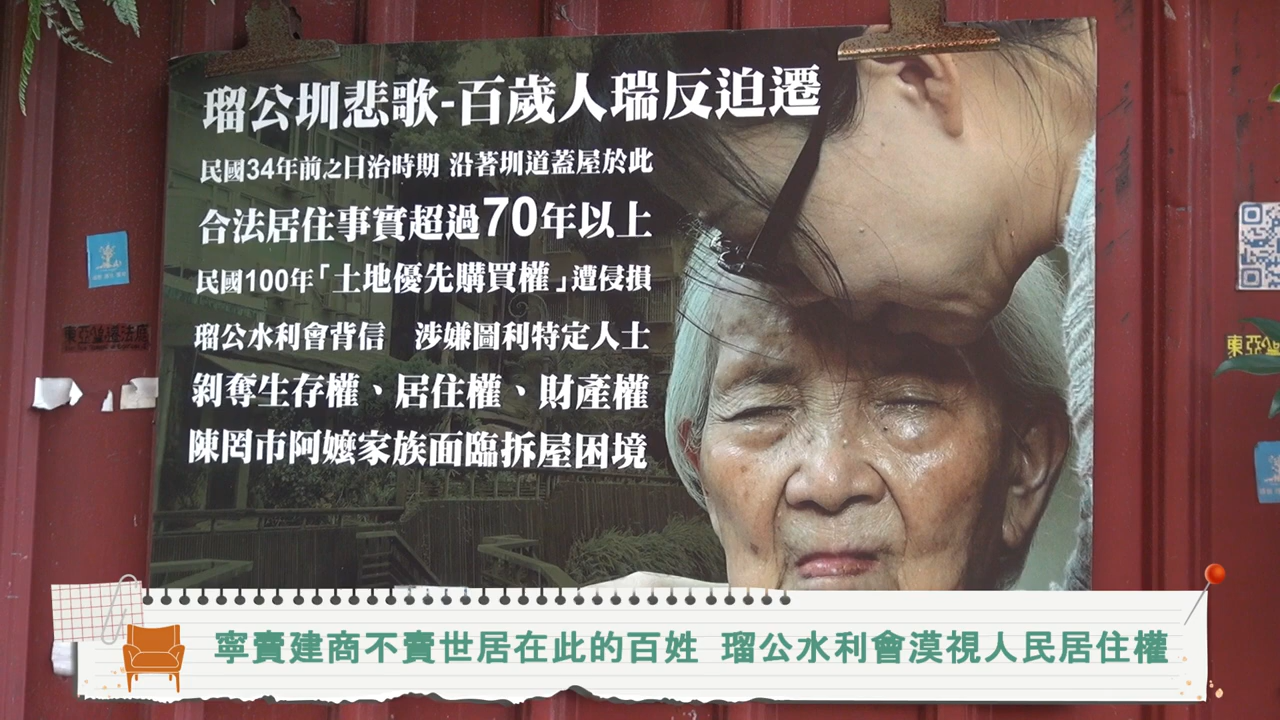 瑠公圳悲歌-百歲人瑞反迫遷
民國34年前之日治時期 沿著圳道蓋屋於此
合法居住事實超過70年以上
民國100年「土地優先購買權」遭侵損
瑠公水利會背信 涉嫌圖利特定人士
剝奪生存權、居住權、財產權
陳罔市阿嬤家族面臨拆屋困境
寧賣建商不賣世居在此的百姓 瑠公水利會漠視人民居住權